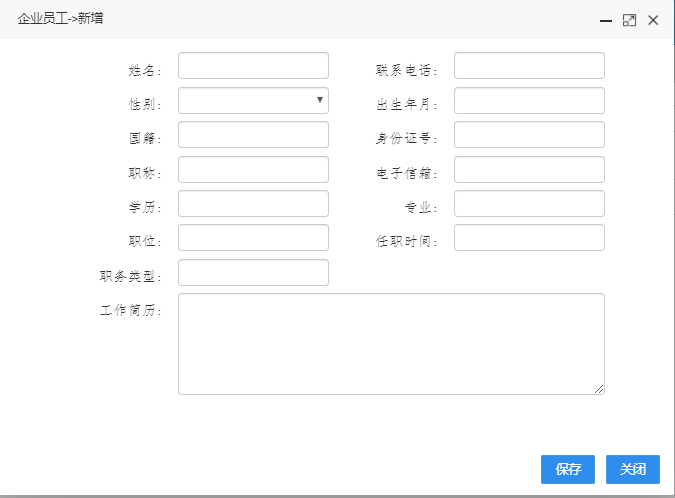 企业员工->新增
姓名： 联系电话：
性别： 出生年月：
国籍： 身份证号：
职称： 电子信箱：
学历： 专业：
职位： 任职时间：
职务类型：
工作简历：
保存 关闭